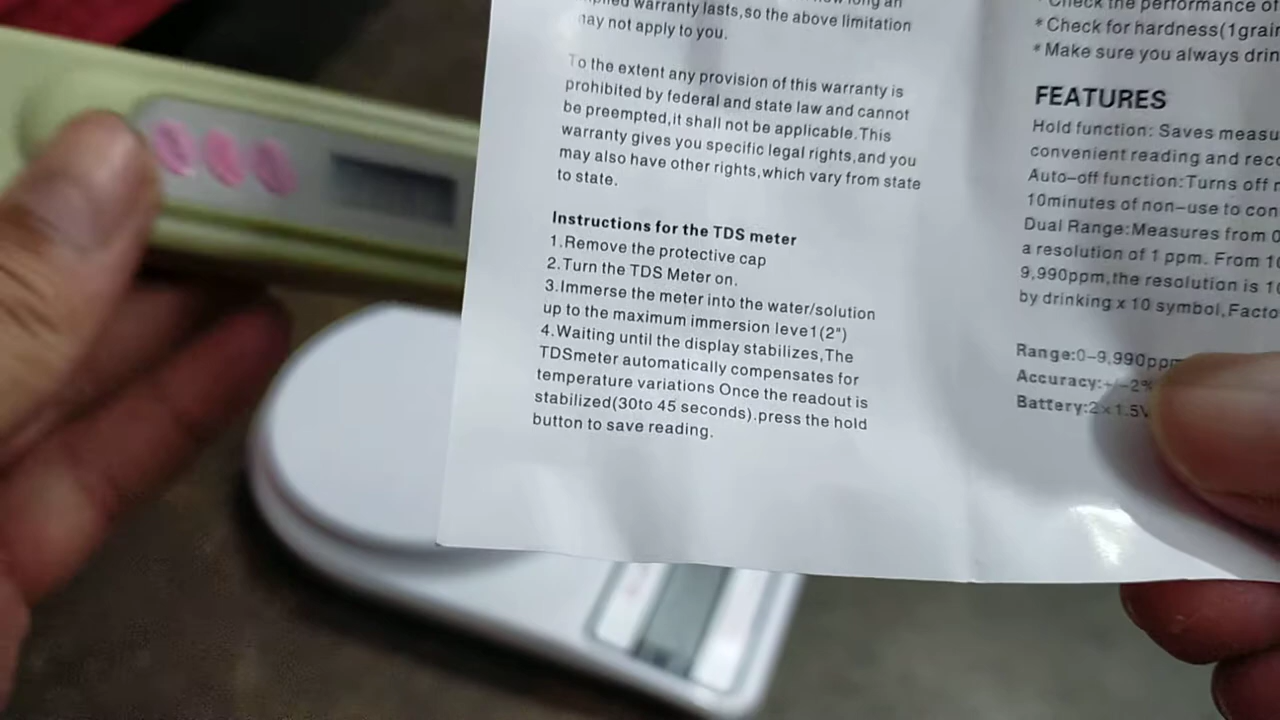 warranty lasts,so the above limitation
may not apply to you.
To the extent any provision of this warranty is
prohibited by federal and state law and cannot
be preempted,it shall not be applicable.This
warranty gives you specific legal rights,and you
may also have other rights,which vary from state
to state.
Instructions for the TDS meter
1.Remove the protective cap
2.Turn the TDS Meter on.
3.Immerse the meter into the water/solution
up to the maximum immersion leve1(2")
4.Waiting until the display stabilizes,The
TDSmeter automatically compensates for
temperature variations Once the readout is
stabilized(30to 45 seconds).press the hold
button to save reading.
*Check the performance of
*Check for hardness(1grain
*Make sure you always drin
FEATURES
Hold function: Saves measu
convenient reading and reco
Auto-off function:Turns off
10minutes of non-use to con
Dual Range:Measures from 0
a resolution of 1 ppm. From 10
9,990ppm,the resolution is 10
by drinking x 10 symbol,Facto
Range:0-9,990ppm
Accuracy:+/-2%
Battery:2×1.5V